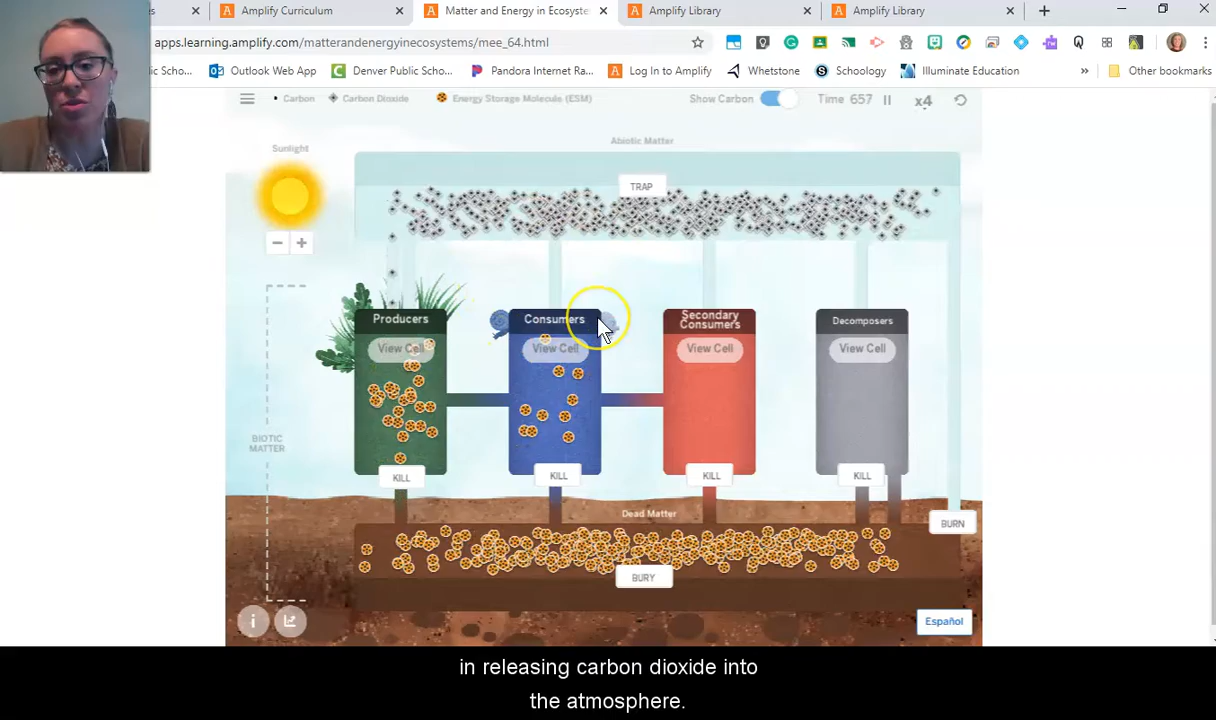 Amplify Curriculum
Matter and Energy in Ecosyste
Amplify Library
Amplify Library
apps.learning.amplify.com/matterandenergyinecosystems/mee_64.html
Scho...
Outlook Web App
Denver Public Scho...
Pandora Internet Ra...
Log In to Amplify
Whetstone
Schoology
Illuminate Education
»
Other bookmarks
Carbon
Carbon Dioxide
Energy Storage Molecule (ESM)
Show Carbon
Time 657
x4
Abiotic Matter
Sunlight
TRAP
Producers
Consumers
Secondary
Consumers
Decomposers
View Cell
View Cell
View Cell
View Cell
BIOTIC
MATTER
KILL
KILL
KILL
KILL
Dead Matter
BURN
BURY
Español
in releasing carbon dioxide into
the atmosphere.